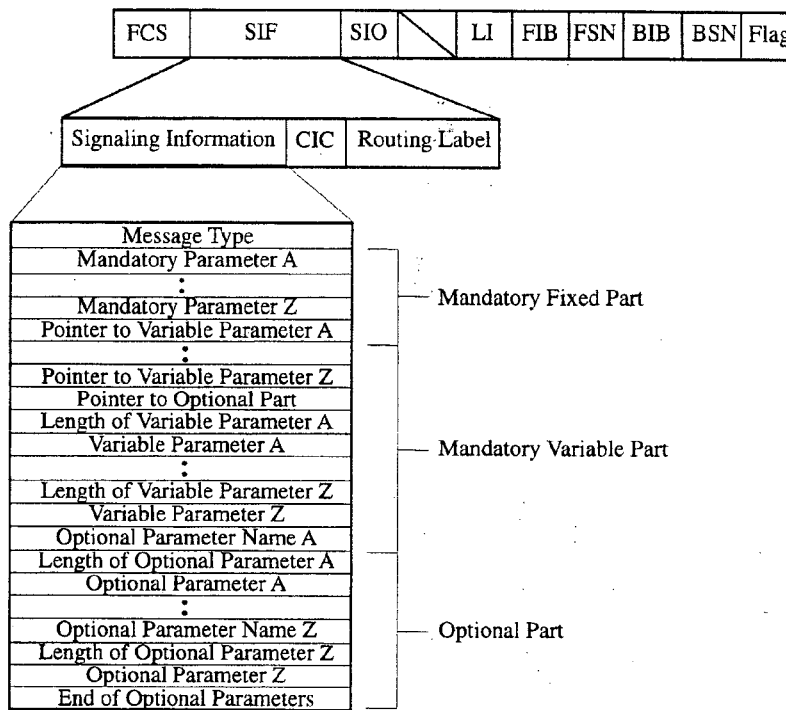 FCS SIF SIO LI FIB FSN BIB BSN Flag
Signaling Information CIC Routing Label
Message Type
Mandatory Parameter A
Mandatory Parameter Z
Pointer to Variable Parameter A
Pointer to Variable Parameter Z
Pointer to Optional Part
Length of Variable Parameter A
Variable Parameter A
Length of Variable Parameter Z
Variable Parameter Z
Optional Parameter Name A
Length of Optional Parameter A
Optional Parameter A
Optional Parameter Name Z
Length of Optional Parameter Z
Optional Parameter Z
End of Optional Parameters
Mandatory Fixed Part
Mandatory Variable Part
Optional Part